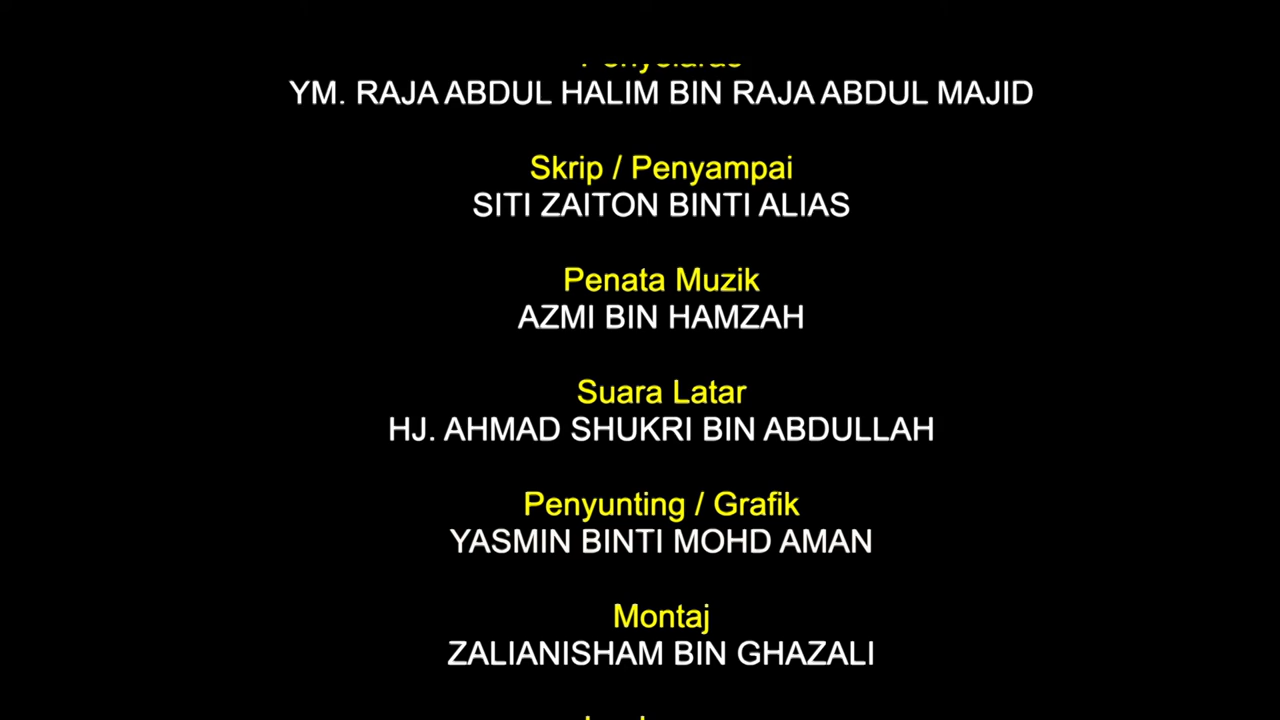 YM. RAJA ABDUL HALIM BIN RAJA ABDUL MAJID
Skrip / Penyampai
SITI ZAITON BINTI ALIAS
Penata Muzik
AZMI BIN HAMZAH
Suara Latar
HJ. AHMAD SHUKRI BIN ABDULLAH
Penyunting / Grafik
YASMIN BINTI MOHD AMAN
Montaj
ZALIANISHAM BIN GHAZALI